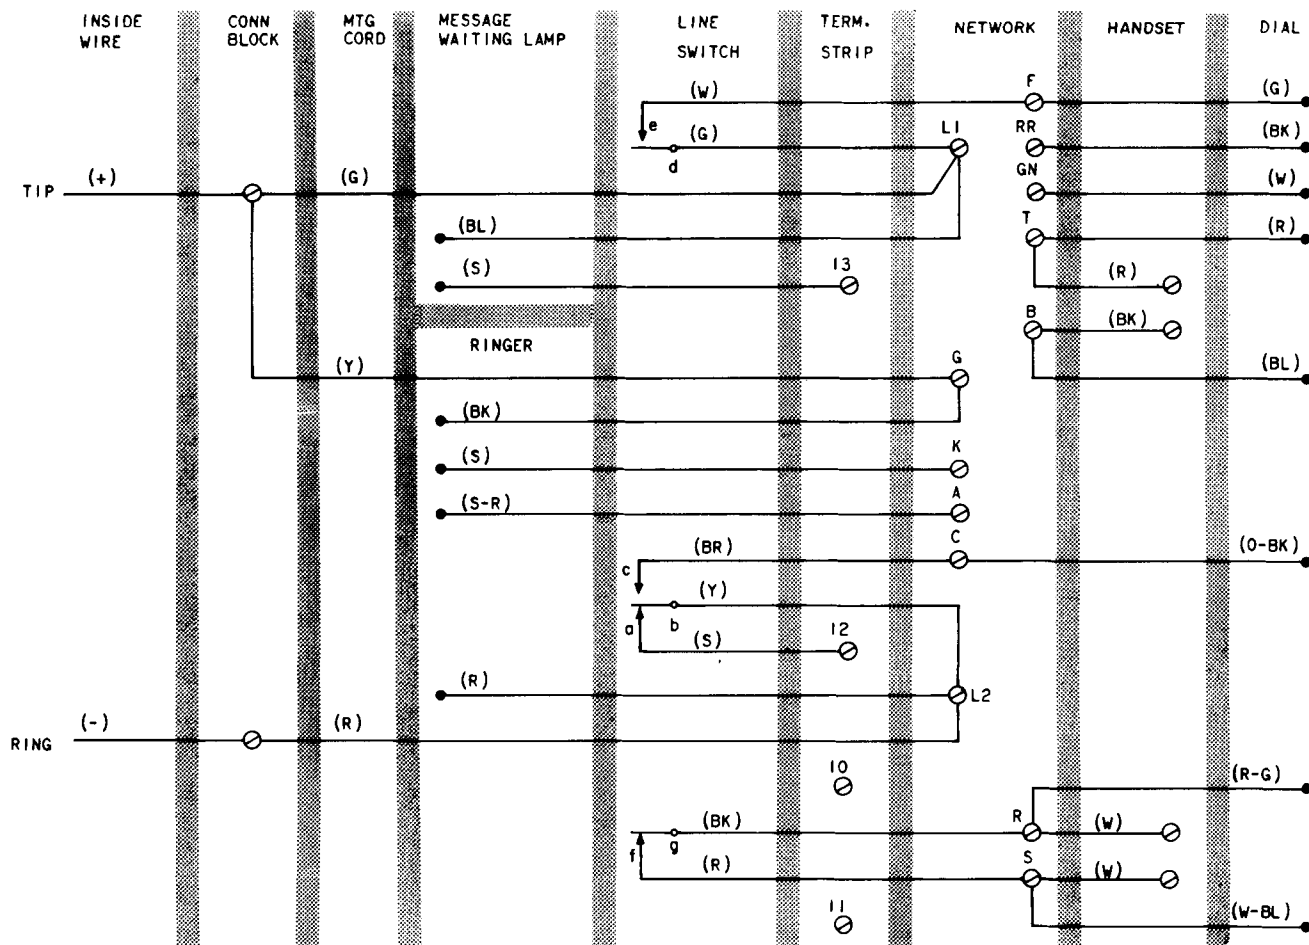 INSIDE WIRE
CONN BLOCK
MTG CORD
MESSAGE WAITING LAMP
LINE SWITCH
TERM. STRIP
NETWORK
HANDSET
DIAL
(W) F (G)
e
(G) L1 RR (BK)
d
GN (W)
TIP (+) (G)
T (R)
(BL)
(S) 13 (R)
B (BK)
RINGER
(Y) G (BL)
(BK)
(S) K
(S-R) A
(BR) C (O-BK)
c
(Y)
a b
(S) 12
(R) L2
RING (-) (R)
10 (R-G)
(BK) R (W)
f g
(R) S (W)
11 (W-BL)